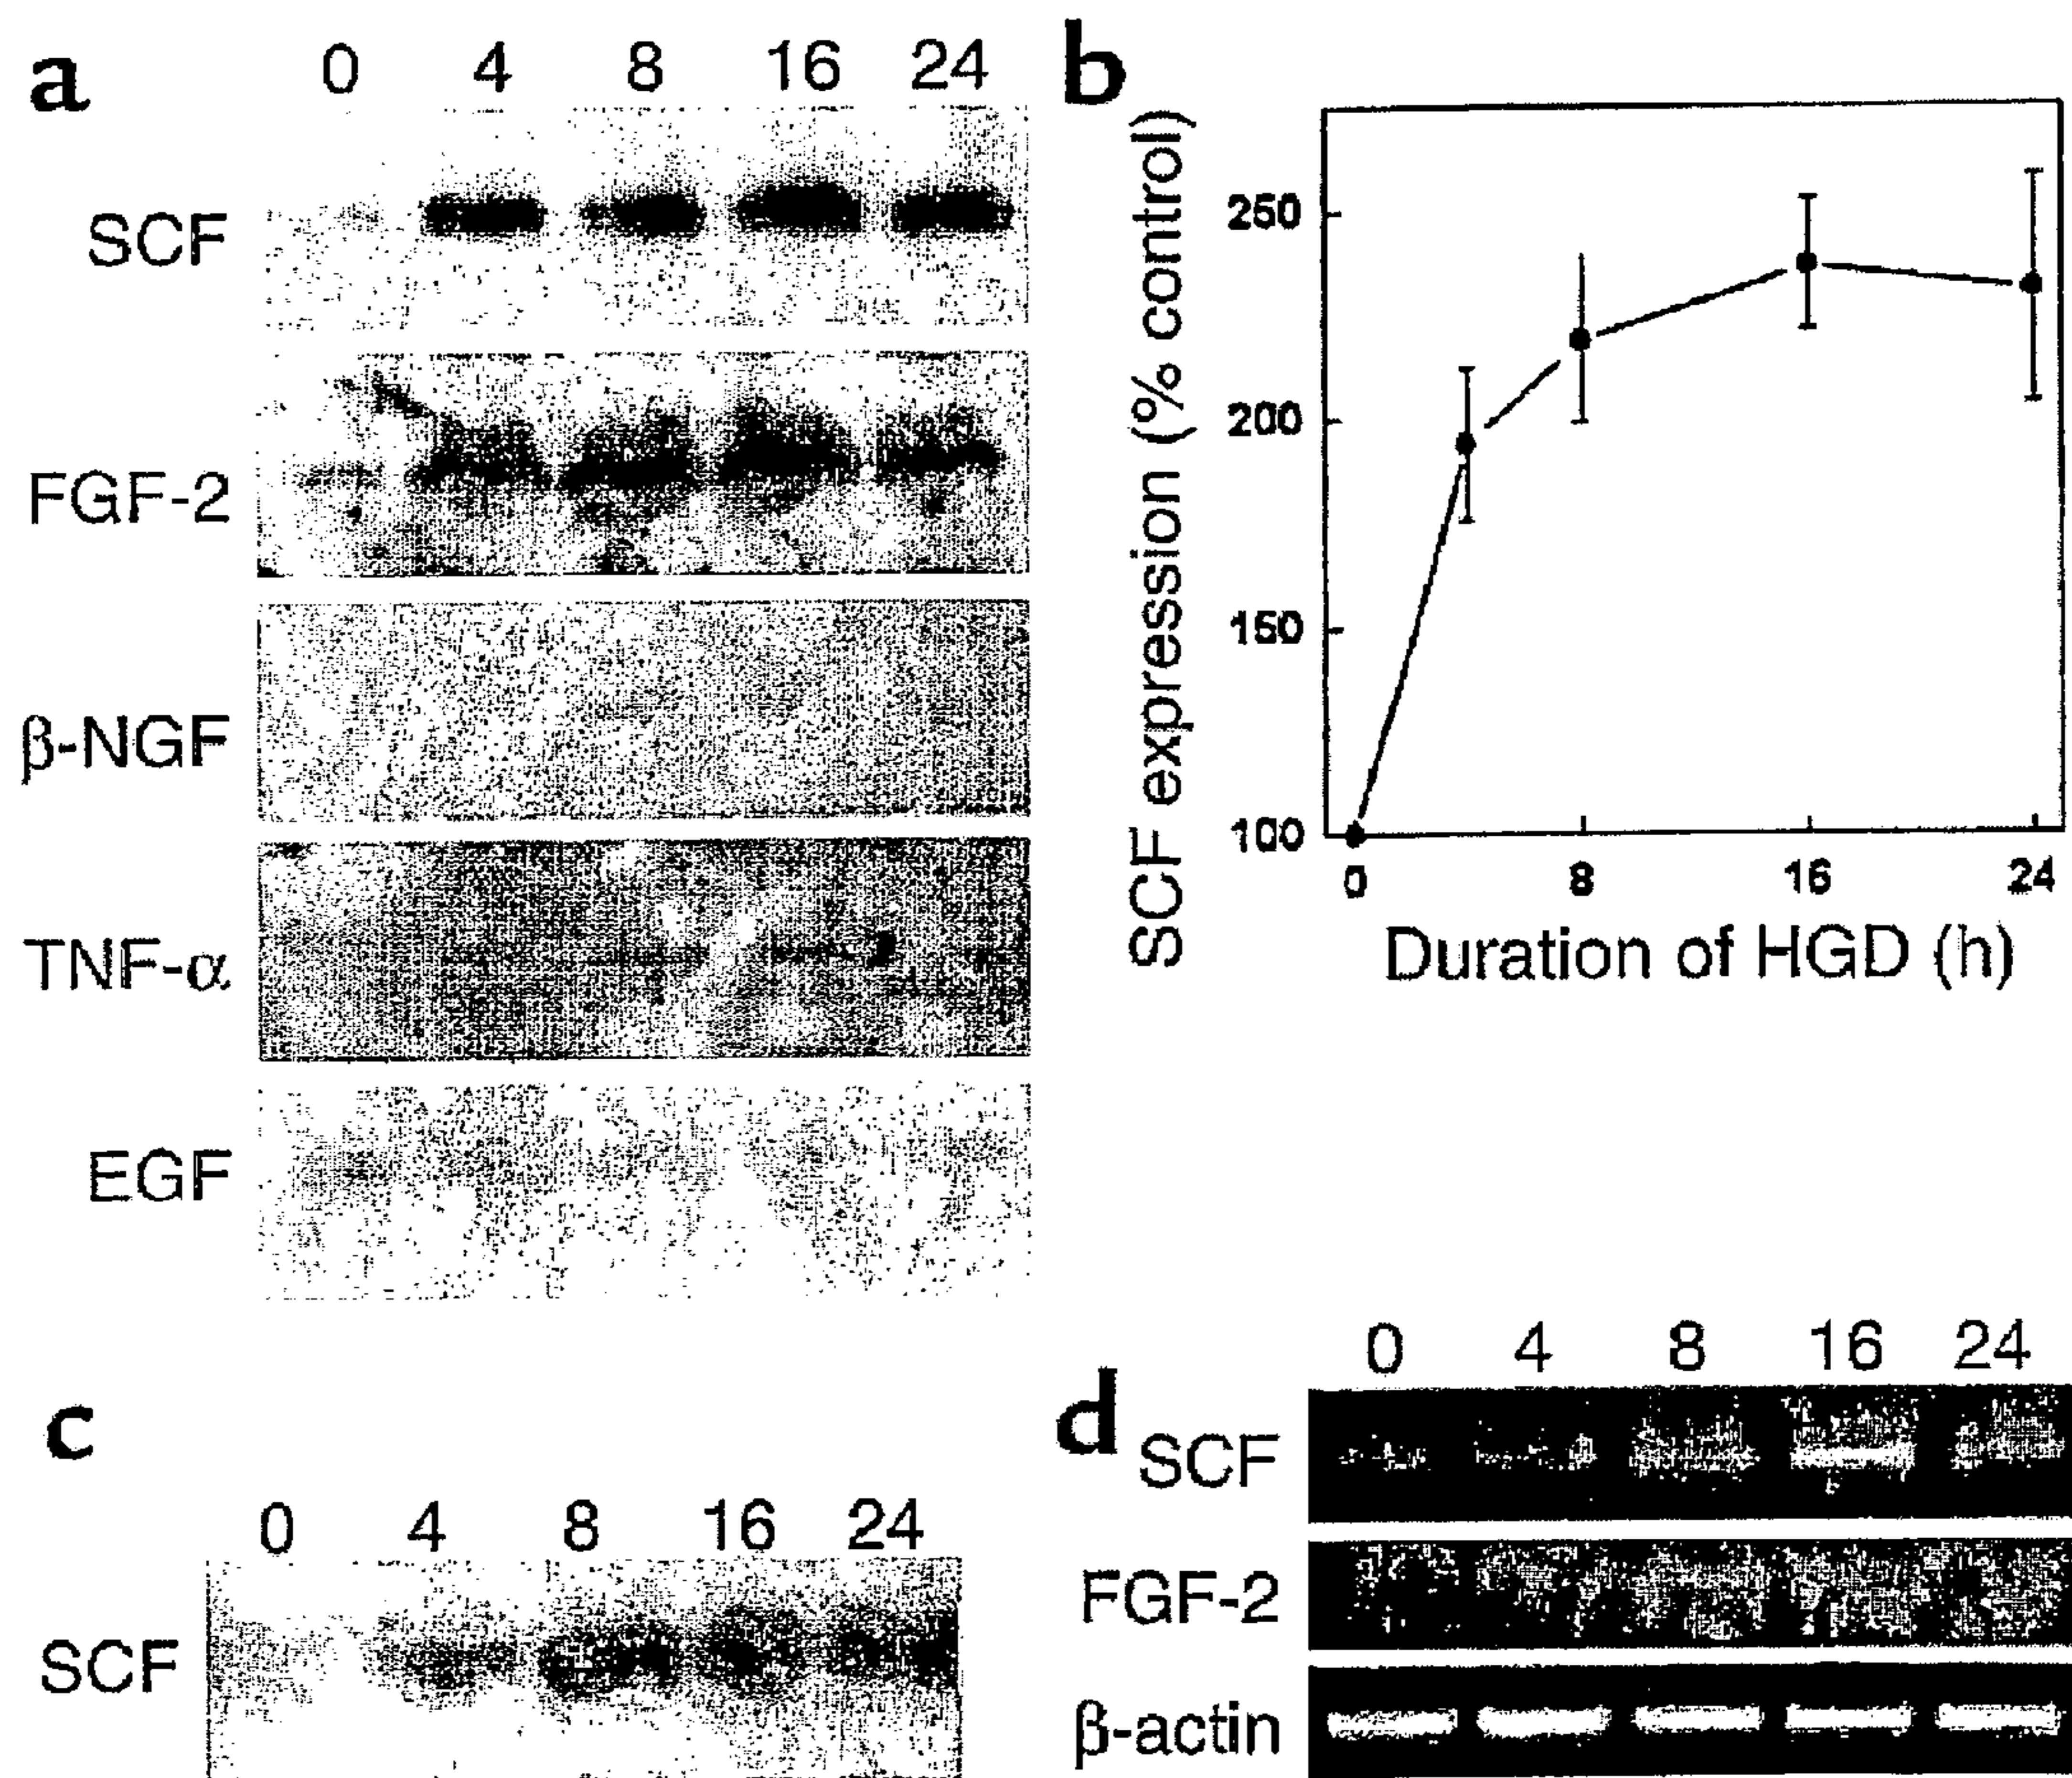 a
0 4 8 16 24
SCF
FGF-2
β-NGF
TNF-α
EGF
b
SCF expression (% control)
250
200
150
100
0 8 16 24
Duration of HGD (h)
c
0 4 8 16 24
SCF
d
0 4 8 16 24
SCF
FGF-2
β-actin